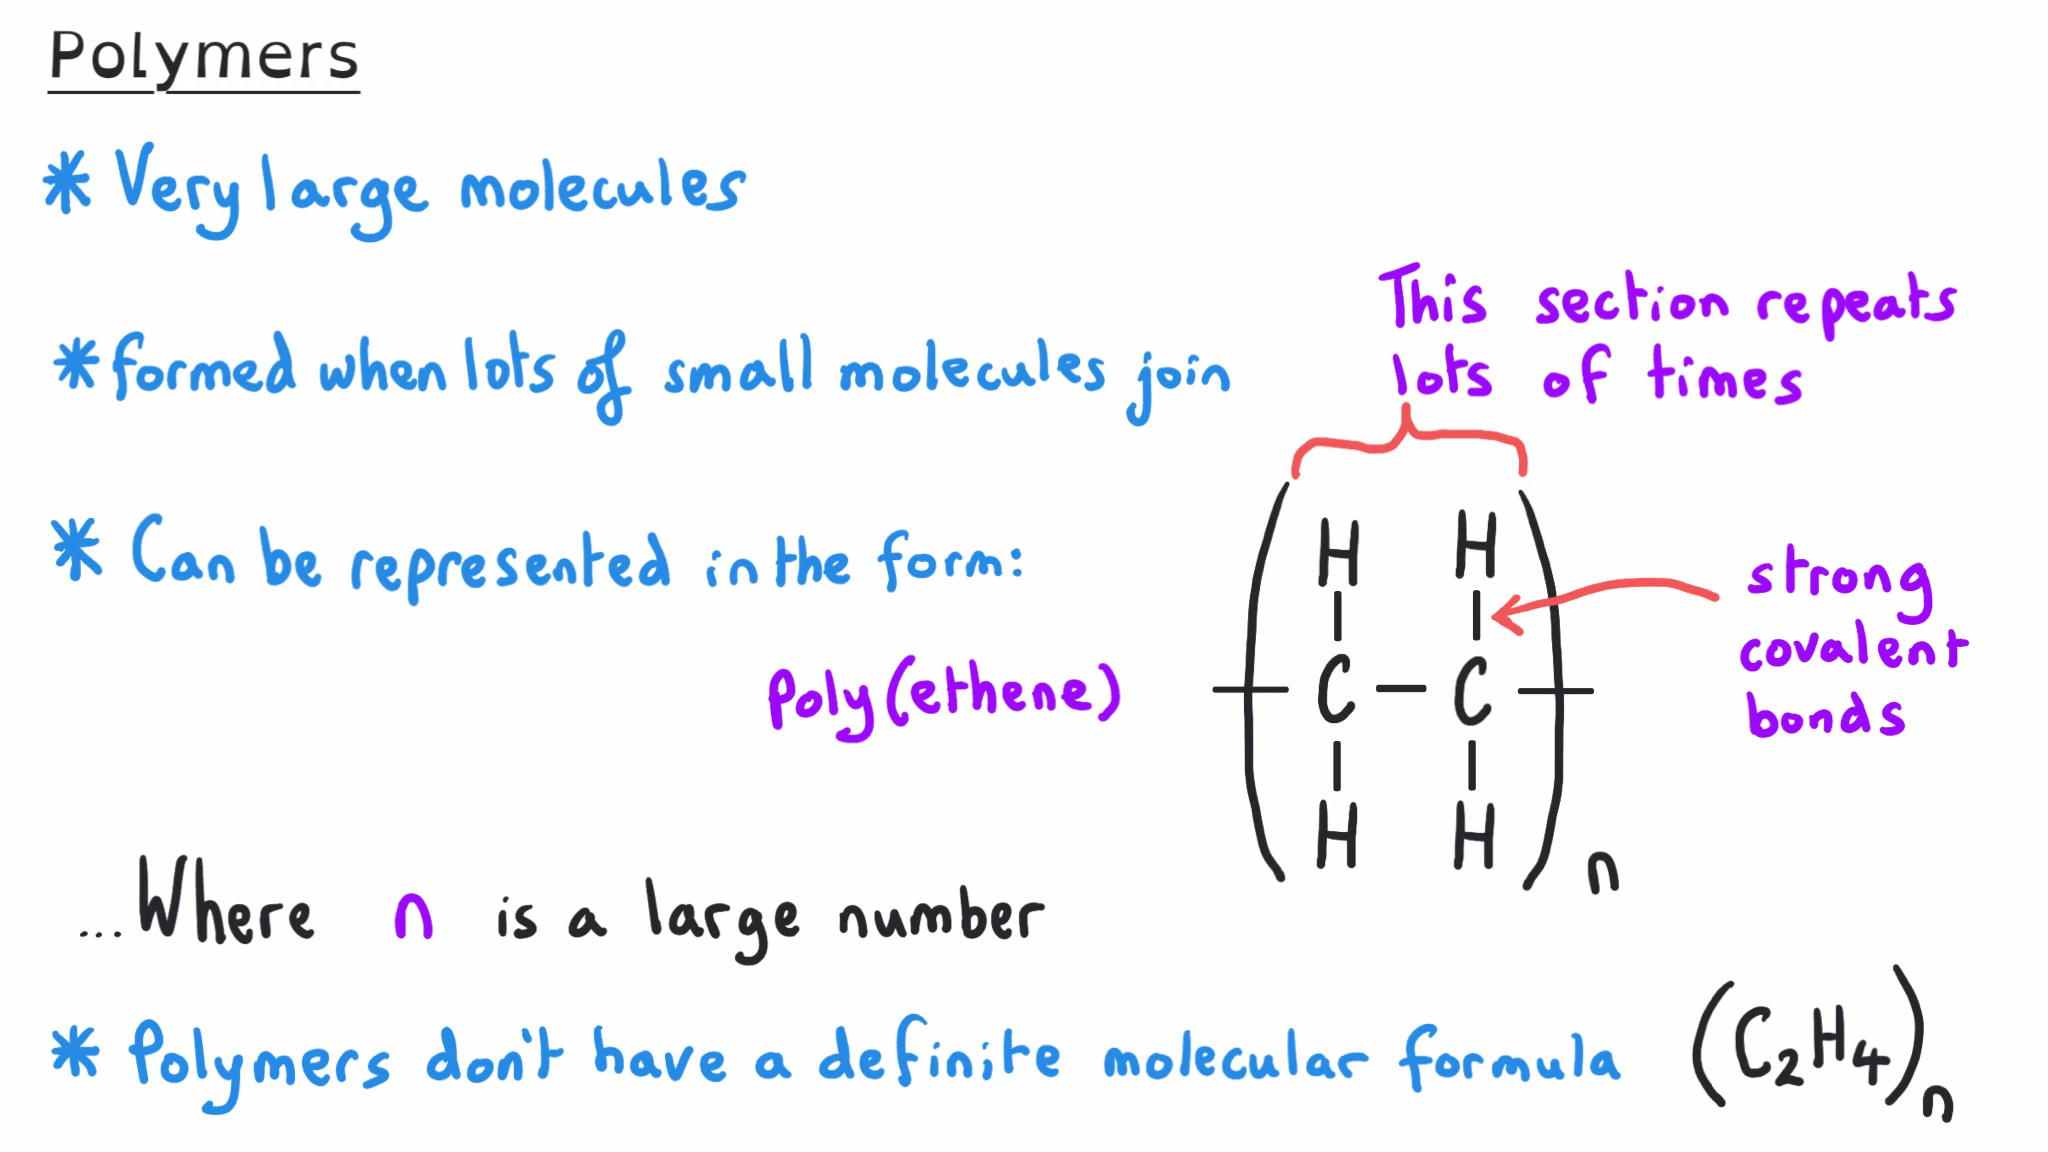 Polymers
* Very large molecules
* formed when lots of small molecules join
This section repeats
lots of times
* Can be represented in the form:
Poly(ethene)
H H
C - C
H H
n
strong
covalent
bonds
...Where n is a large number
* Polymers don't have a definite molecular formula (C₂H₄)ₙ